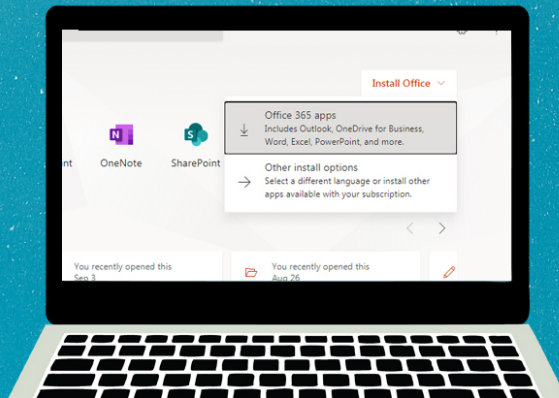 Install Office
Office 365 apps
Includes Outlook, OneDrive for Business,
Word, Excel, PowerPoint, and more.
N
OneNote
S
SharePoint
Other install options
Select a different language or install other
apps available with your subscription.
You recently opened this
Sep 3
You recently opened this
Aug 26